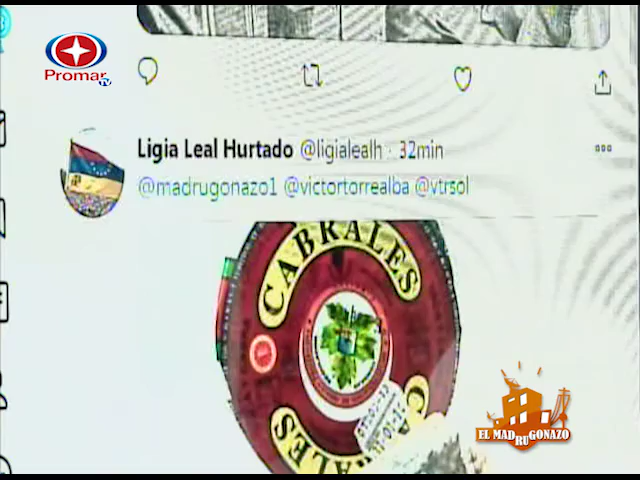 Promar
TV
Ligia Leal Hurtado @ligialealh · 32min
@madrugonazo1 @victortorrealba @vtrsol
CABRALES
CABRALES
EL MADRUGONAZO